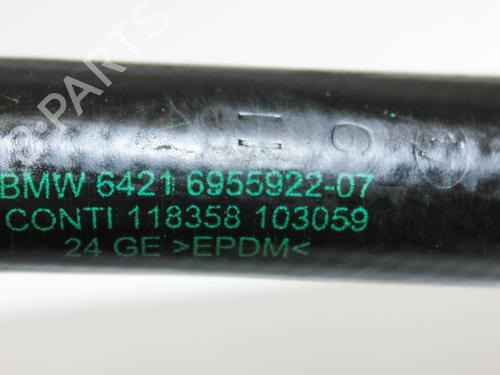 BMW 6421 6955922-07
CONTI 118358 103059
24 GE >EPDM<